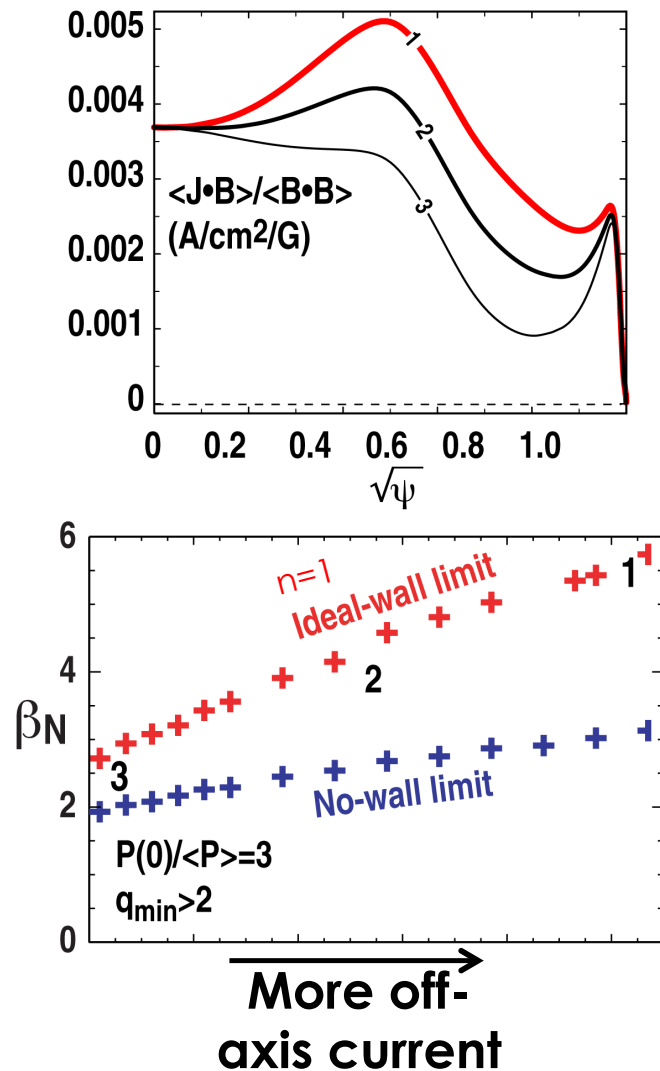 0.005
0.004
0.003
0.002
0.001
0
1
2
3
<J•B>/<B•B>
(A/cm2/G)
0 0.2 0.4 0.6 0.8 1.0
√ψ
6
4
2
0
βN
n=1
Ideal-wall limit
1
2
3
No-wall limit
P(0)/<P>=3
qmin>2
More off-
axis current